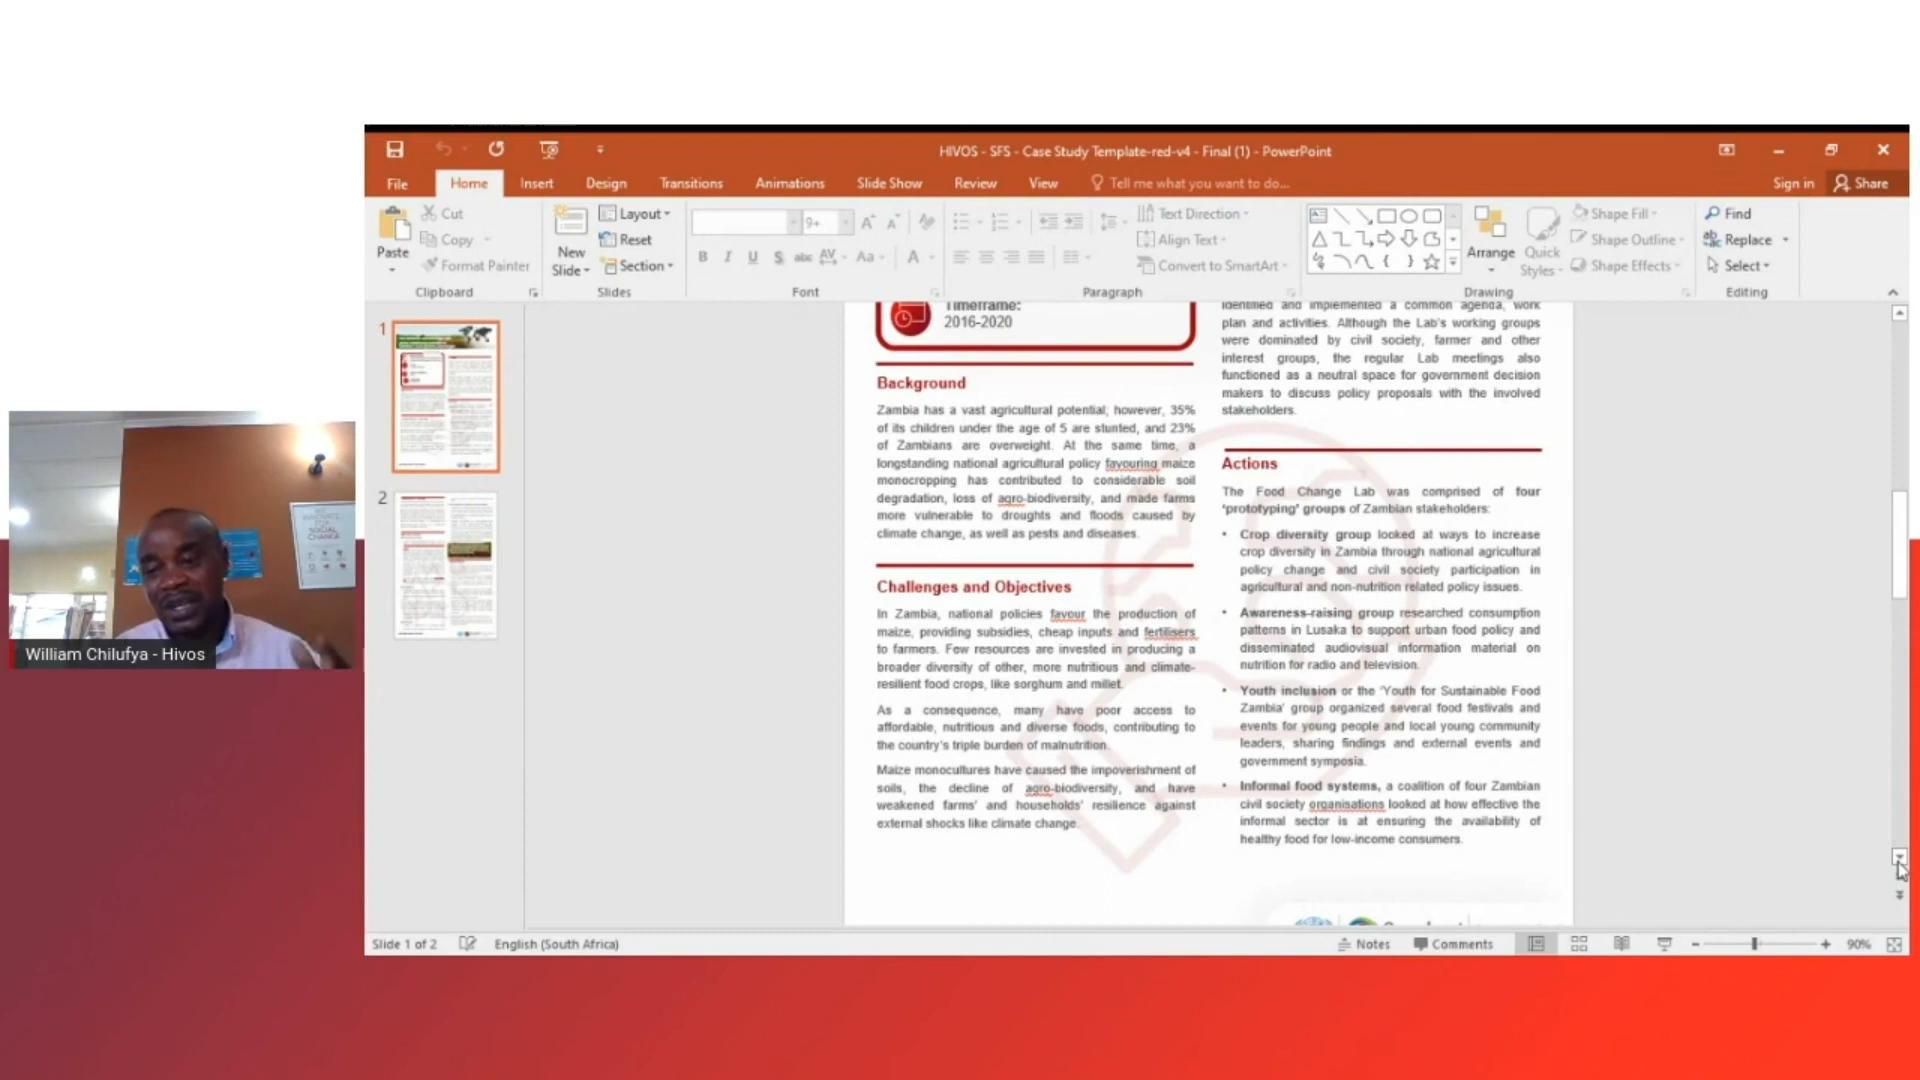 HIVOS - SFS - Case Study Template-red-v4 - Final (1) - PowerPoint
File
Home
Insert
Design
Transitions
Animations
Slide Show
Review
View
Tell me what you want to do...
Sign in
Share
Paste
Cut
Copy
Format Painter
Clipboard
New
Slide
Layout
Reset
Section
Slides
9+
B I U S abc AV Aa A
Font
Text Direction
Align Text
Convert to SmartArt
Paragraph
Arrange
Quick
Styles
Shape Fill
Shape Outline
Shape Effects
Drawing
Find
Replace
Select
Editing
1
2
Timeframe:
2016-2020
Background
Zambia has a vast agricultural potential; however, 35%
of its children under the age of 5 are stunted, and 23%
of Zambians are overweight. At the same time, a
longstanding national agricultural policy favouring maize
monocropping has contributed to considerable soil
degradation, loss of agro-biodiversity, and made farms
more vulnerable to droughts and floods caused by
climate change, as well as pests and diseases.
Challenges and Objectives
In Zambia, national policies favour the production of
maize, providing subsidies, cheap inputs and fertilisers
to farmers. Few resources are invested in producing a
broader diversity of other, more nutritious and climate-
resilient food crops, like sorghum and millet.
As a consequence, many have poor access to
affordable, nutritious and diverse foods, contributing to
the country's triple burden of malnutrition.
Maize monocultures have caused the impoverishment of
soils, the decline of agro-biodiversity, and have
weakened farms' and households' resilience against
external shocks like climate change.
identified and implemented a common agenda, work
plan and activities. Although the Lab's working groups
were dominated by civil society, farmer and other
interest groups, the regular Lab meetings also
functioned as a neutral space for government decision
makers to discuss policy proposals with the involved
stakeholders.
Actions
The Food Change Lab was comprised of four
'prototyping' groups of Zambian stakeholders:
• Crop diversity group looked at ways to increase
crop diversity in Zambia through national agricultural
policy change and civil society participation in
agricultural and non-nutrition related policy issues.
• Awareness-raising group researched consumption
patterns in Lusaka to support urban food policy and
disseminated audiovisual information material on
nutrition for radio and television.
• Youth inclusion or the 'Youth for Sustainable Food
Zambia' group organized several food festivals and
events for young people and local young community
leaders, sharing findings and external events and
government symposia.
• Informal food systems, a coalition of four Zambian
civil society organisations looked at how effective the
informal sector is at ensuring the availability of
healthy food for low-income consumers.
SOCIAL
CHANGE
William Chilufya - Hivos
Slide 1 of 2
English (South Africa)
Notes
Comments
90%